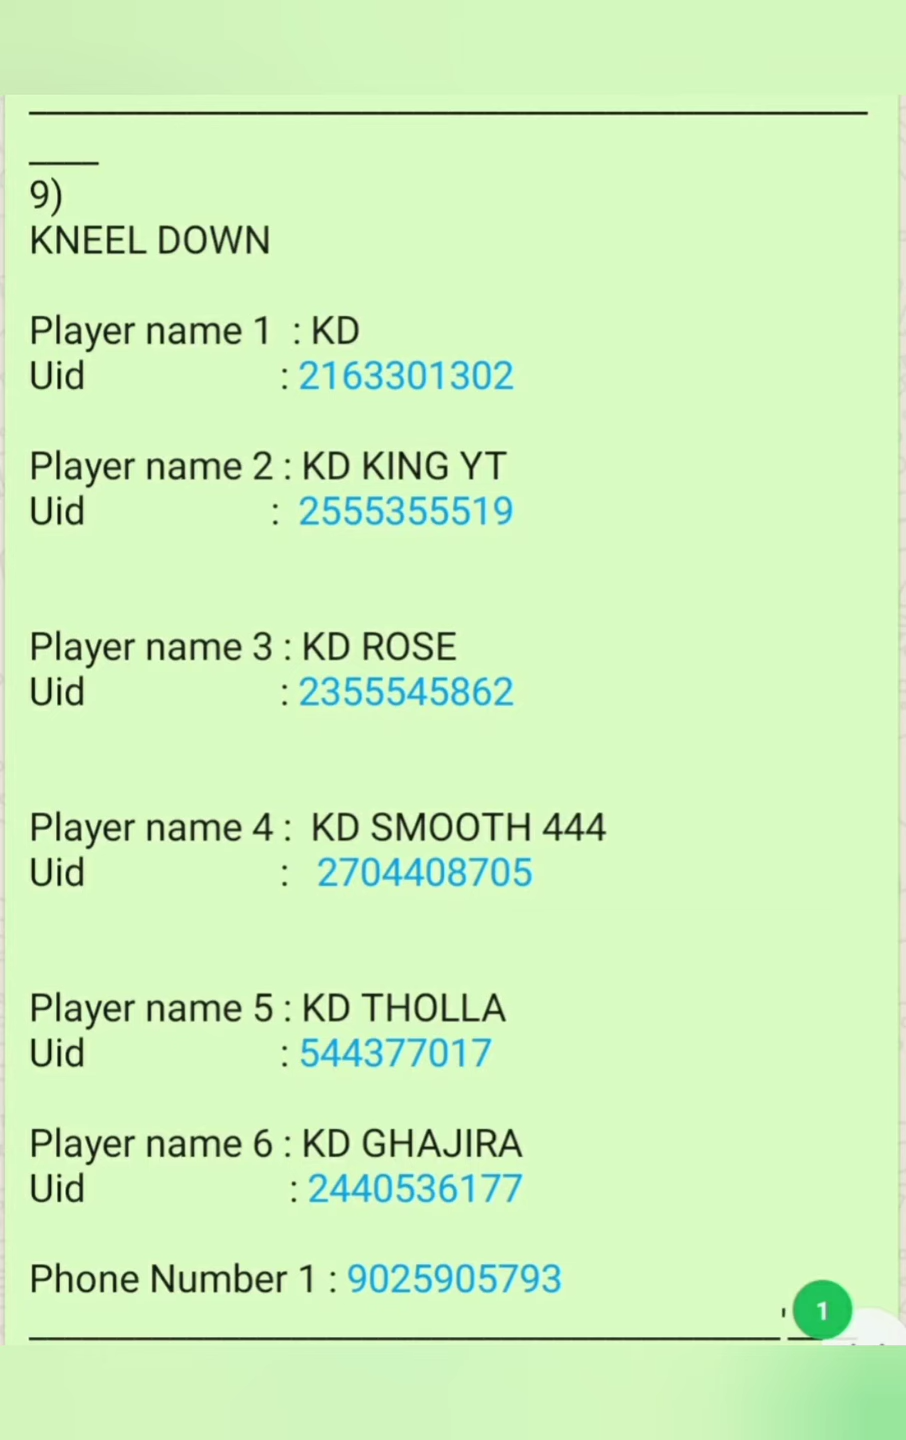 9)
KNEEL DOWN
Player name 1  : KD
Uid                    : 2163301302
Player name 2 : KD KING YT
Uid                   :  2555355519
Player name 3 : KD ROSE
Uid                    : 2355545862
Player name 4 :  KD SMOOTH 444
Uid                    :   2704408705
Player name 5 : KD THOLLA
Uid                    : 544377017
Player name 6 : KD GHAJIRA
Uid                     : 2440536177
Phone Number 1 : 9025905793
1